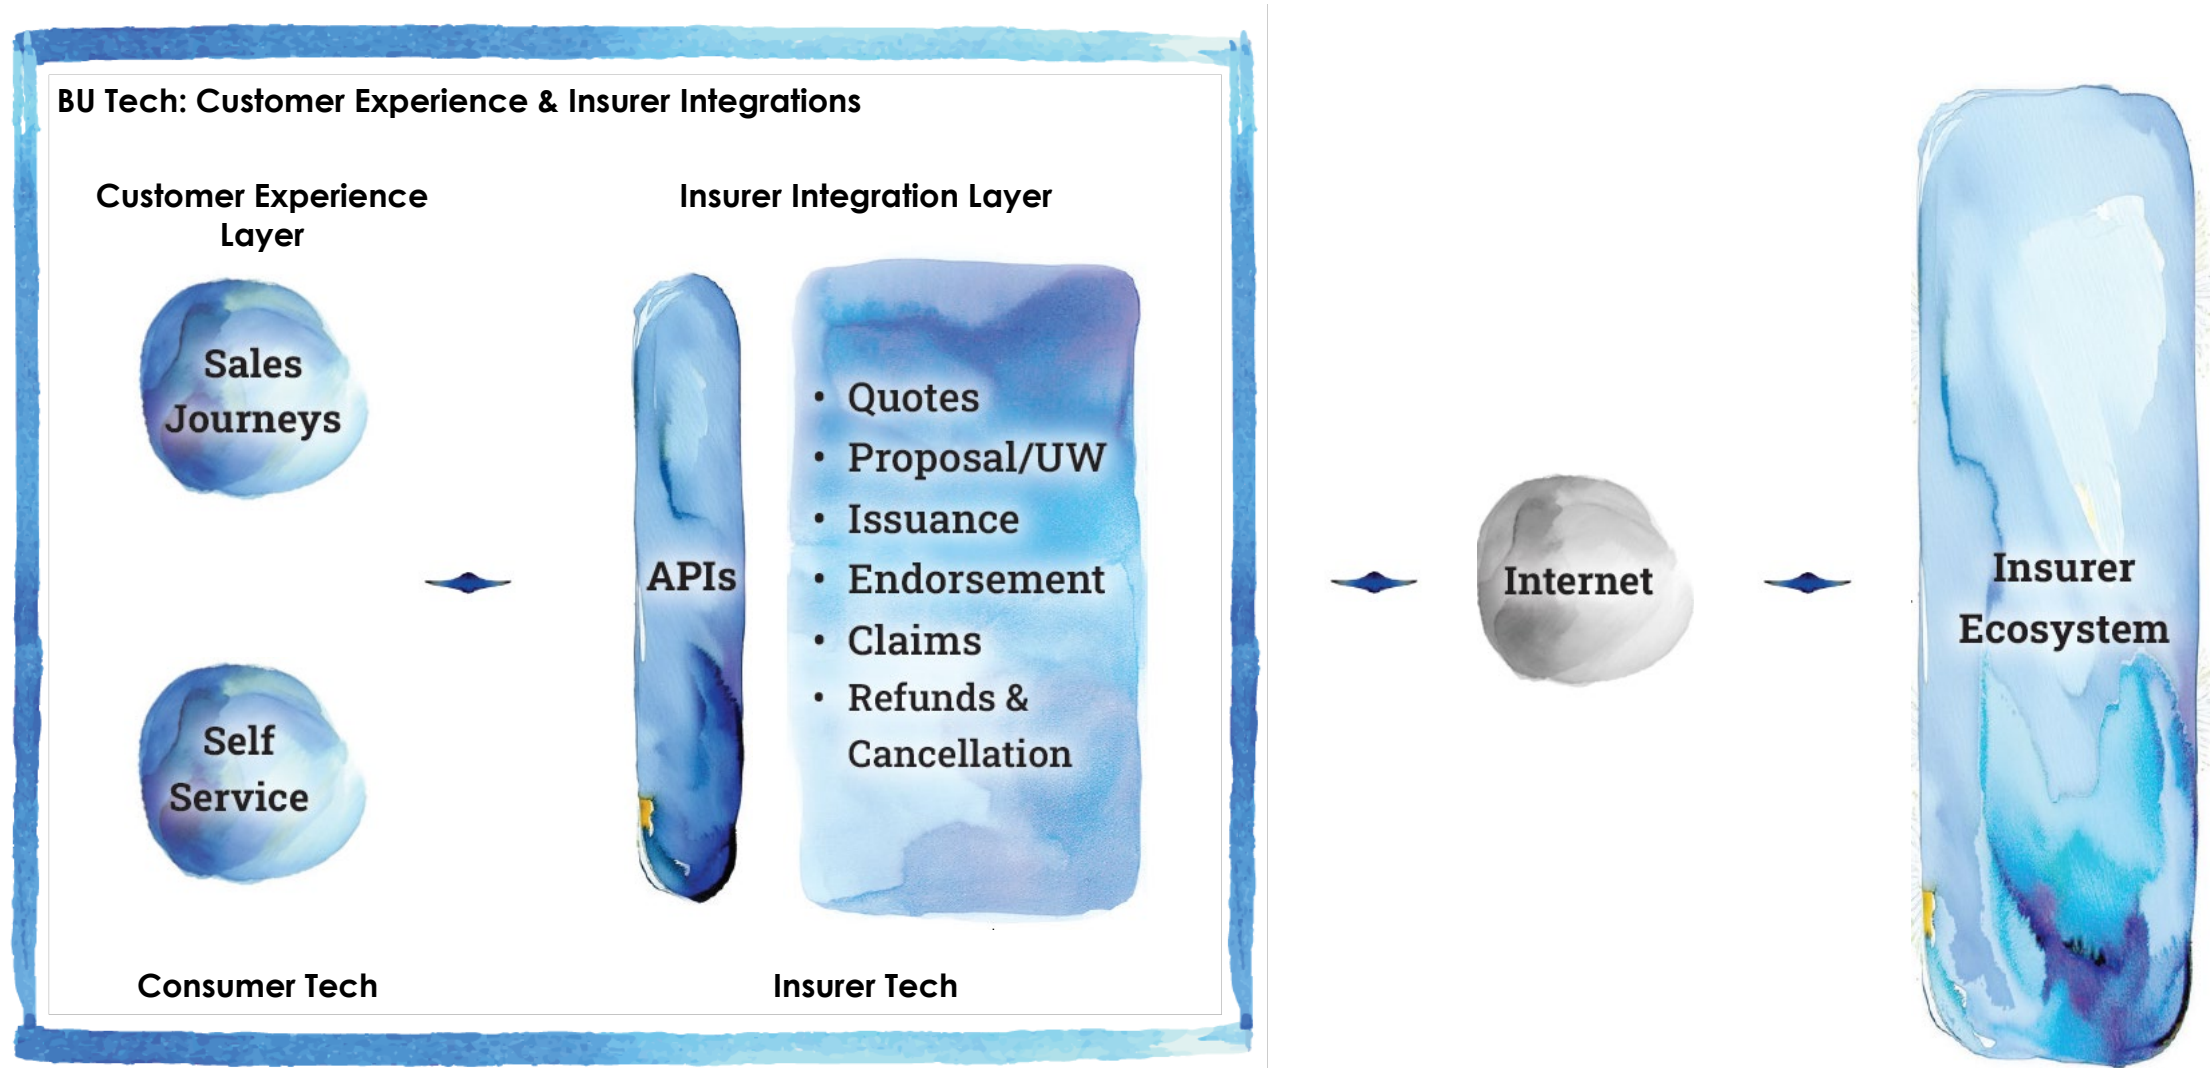 BU Tech: Customer Experience & Insurer Integrations
Customer Experience
Layer
Insurer Integration Layer
Sales
Journeys
Self
Service
APIs
• Quotes
• Proposal/UW
• Issuance
• Endorsement
• Claims
• Refunds &
Cancellation
Consumer Tech
Insurer Tech
Internet
Insurer
Ecosystem